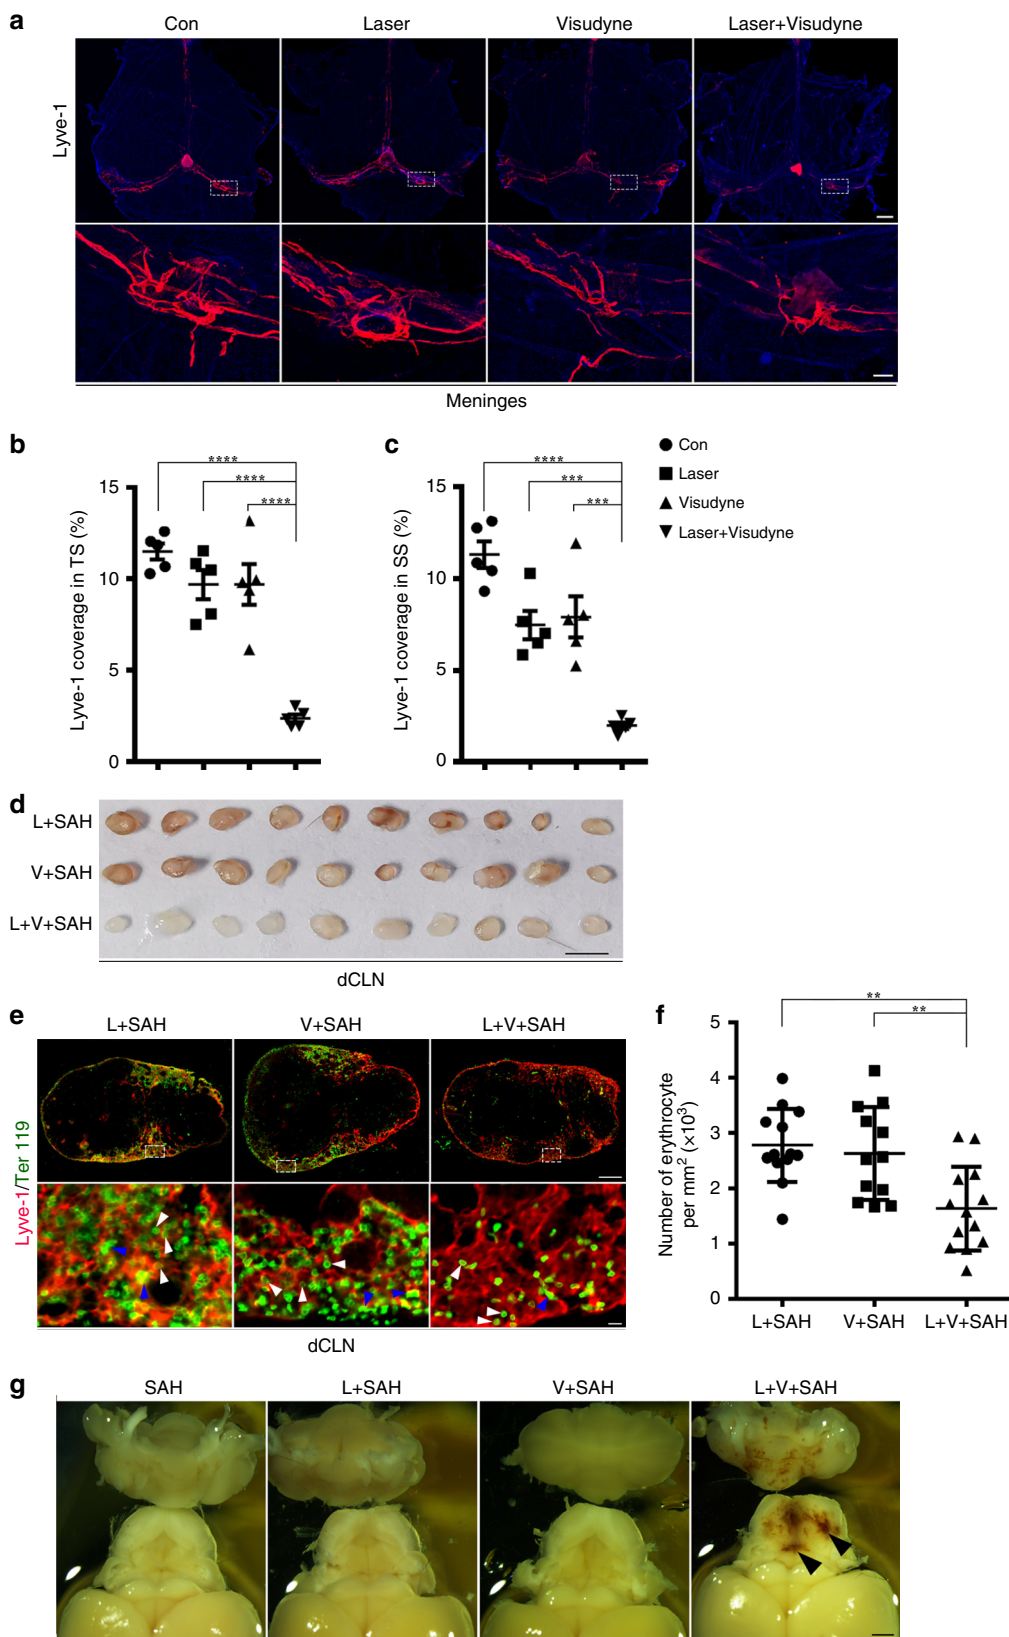 a
Con Laser Visudyne Laser+Visudyne
Lyve-1
Meninges
b
Lyve-1 coverage in TS (%)
15
10
5
0
****
****
****
c
Lyve-1 coverage in SS (%)
15
10
5
0
****
***
***
Con
Laser
Visudyne
Laser+Visudyne
d
L+SAH
V+SAH
L+V+SAH
dCLN
e
L+SAH V+SAH L+V+SAH
Lyve-1/Ter 119
dCLN
f
Number of erythrocyte
per mm² (×10³)
5
4
3
2
1
0
**
**
L+SAH V+SAH L+V+SAH
g
SAH L+SAH V+SAH L+V+SAH